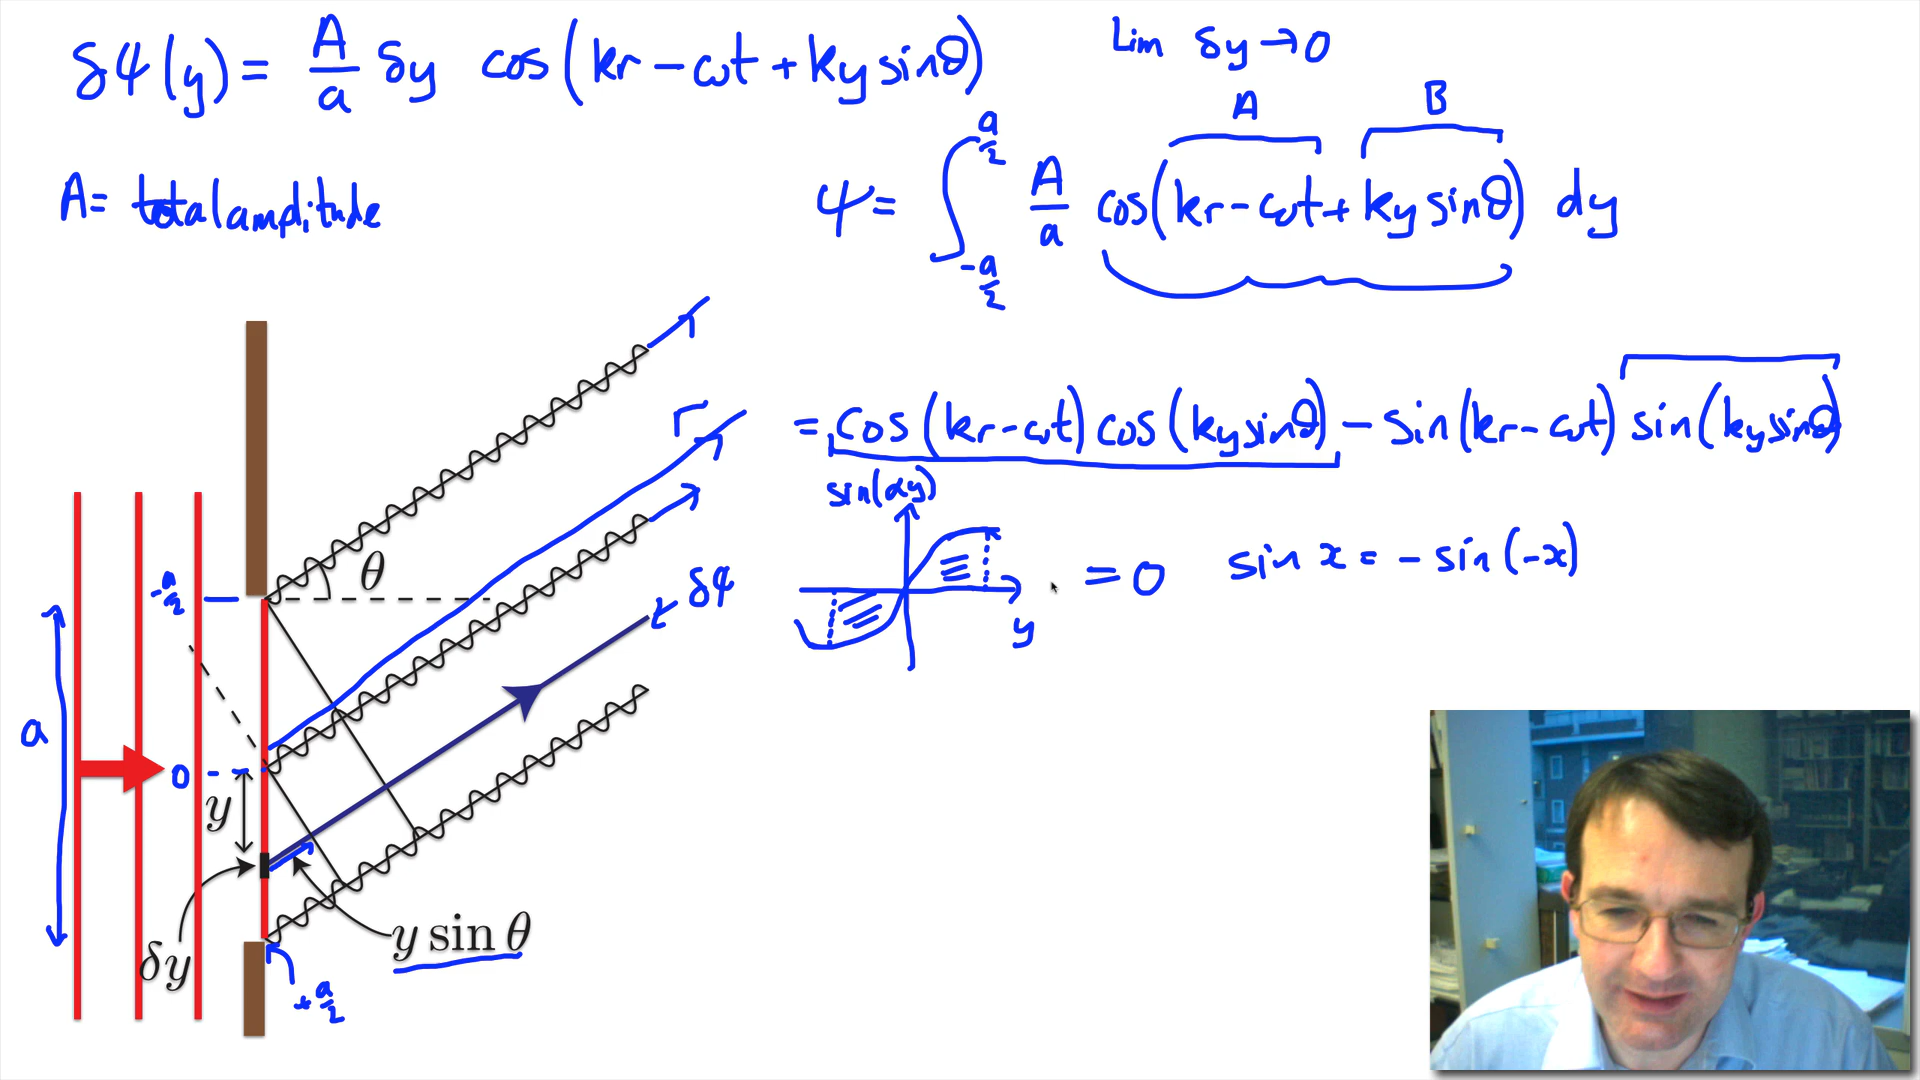 δψ(y) = A/a δy cos(kr − ωt + ky sinθ)
Lim δy → 0
A B
A = total amplitude
ψ = ∫_{-a/2}^{a/2} A/a cos(kr − ωt + ky sinθ) dy
= cos(kr − ωt) cos(ky sinθ) − sin(kr − ωt) sin(ky sinθ)
r
sin(αy)
= 0 sin x = − sin(−x)
y
θ
-a/2
δψ
a
0
y
y sin θ
δy
+a/2